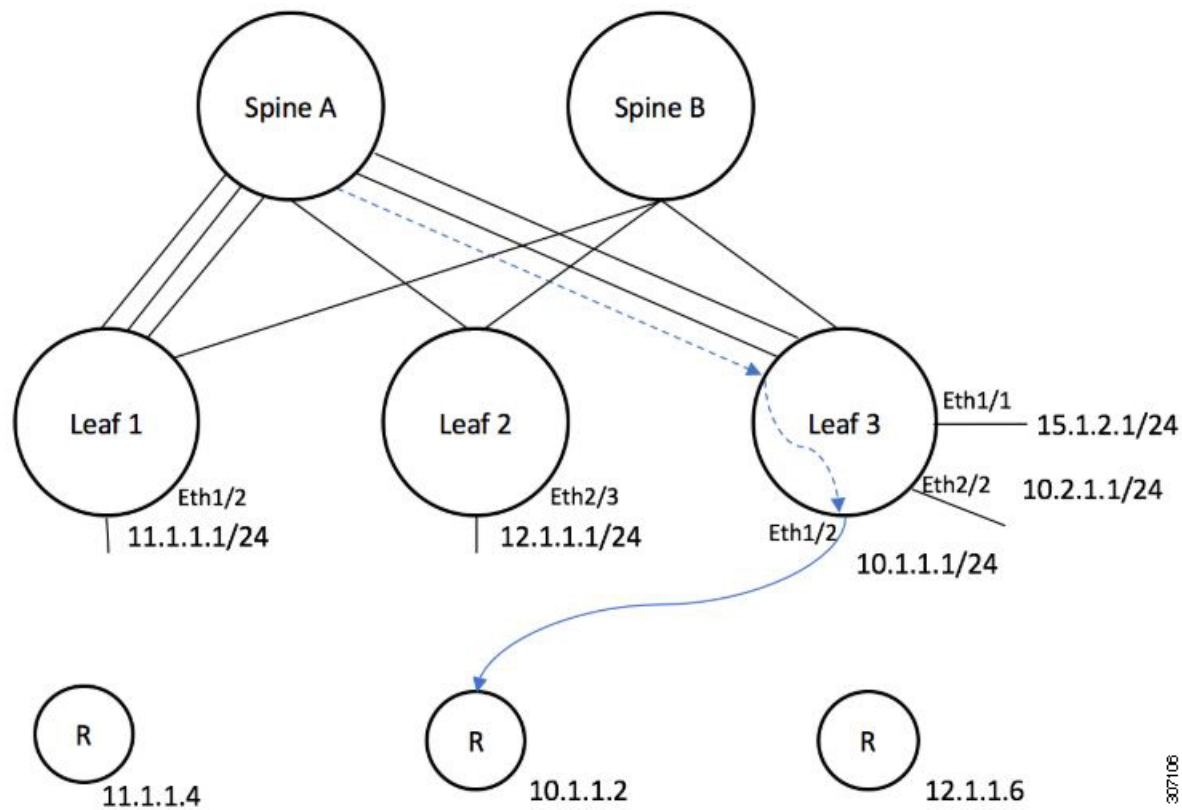 Spine A
Spine B
Leaf 1
Leaf 2
Leaf 3
Eth1/1
15.1.2.1/24
Eth2/2
10.2.1.1/24
Eth1/2
11.1.1.1/24
Eth2/3
12.1.1.1/24
Eth1/2
10.1.1.1/24
R
11.1.1.4
R
10.1.1.2
R
12.1.1.6
307106